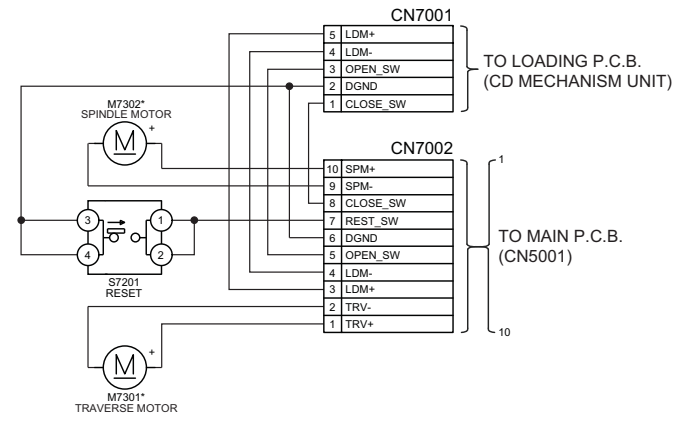 CN7001
5 LDM+
4 LDM-
3 OPEN_SW
2 DGND
1 CLOSE_SW
TO LOADING P.C.B.
(CD MECHANISM UNIT)
M7302*
SPINDLE MOTOR
M +
CN7002
10 SPM+
9 SPM-
8 CLOSE_SW
7 REST_SW
6 DGND
5 OPEN_SW
4 LDM-
3 LDM+
2 TRV-
1 TRV+
1
TO MAIN P.C.B.
(CN5001)
10
3 1
4 2
S7201
RESET
M +
M7301*
TRAVERSE MOTOR